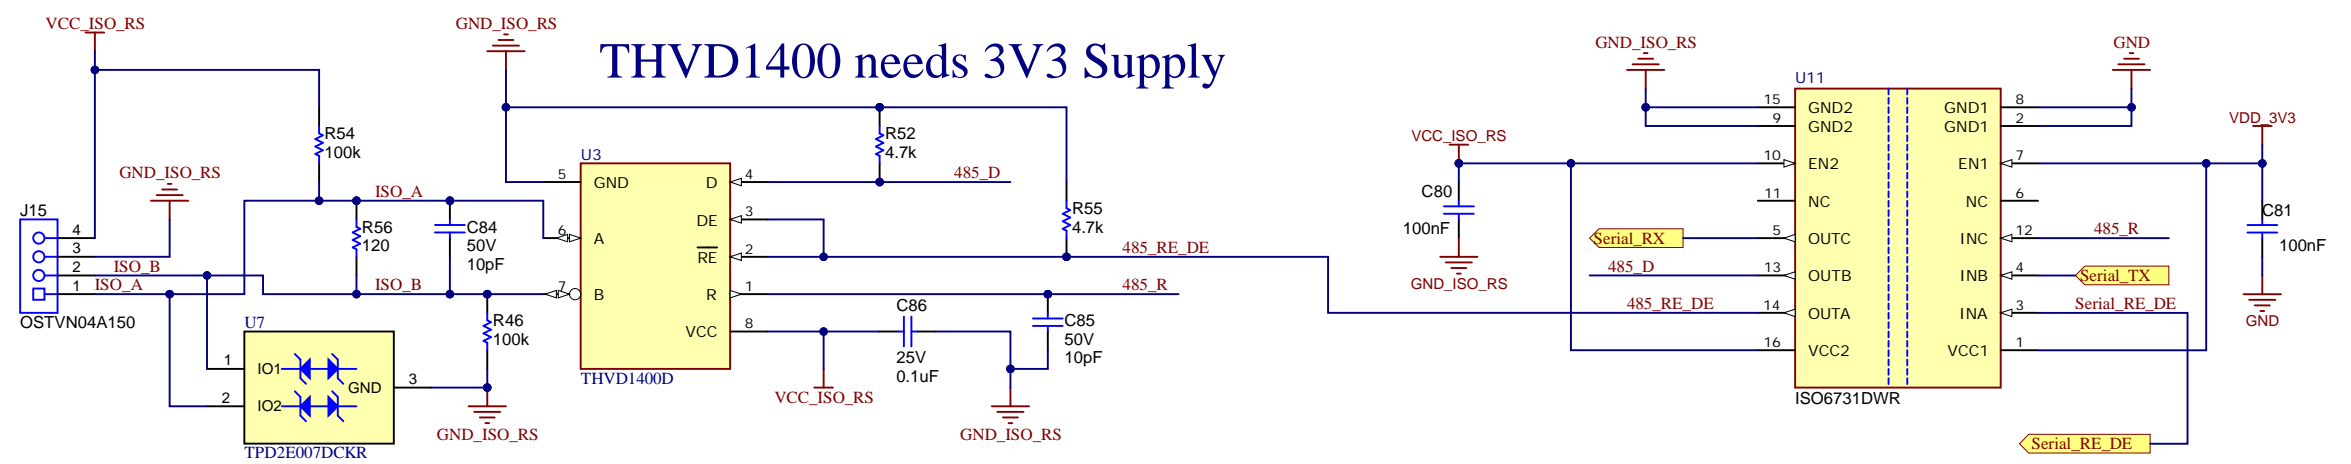 VCC_ISO_RS
GND_ISO_RS
THVD1400 needs 3V3 Supply
R54
100k
GND_ISO_RS
J15
4
3
2
1
OSTVN04A150
ISO_B
ISO_A
ISO_A
R56
120
C84
50V
10pF
ISO_B
R46
100k
U7
1
2
IO1
IO2
GND
3
TPD2E007DCKR
GND_ISO_RS
U3
5
GND
6
A
7
B
D
4
DE
3
RE
2
R
1
VCC
8
THVD1400D
R52
4.7k
485_D
R55
4.7k
485_RE_DE
485_R
C86
25V
0.1uF
C85
50V
10pF
VCC_ISO_RS
GND_ISO_RS
GND_ISO_RS
GND
U11
15
GND2
GND1
8
9
GND2
GND1
2
VCC_ISO_RS
VDD_3V3
10
EN2
EN1
7
C80
100nF
GND_ISO_RS
11
NC
NC
6
C81
100nF
GND
Serial_RX
5
OUTC
INC
12
485_R
485_D
13
OUTB
INB
4
Serial_TX
485_RE_DE
14
OUTA
INA
3
Serial_RE_DE
16
VCC2
VCC1
1
ISO6731DWR
Serial_RE_DE